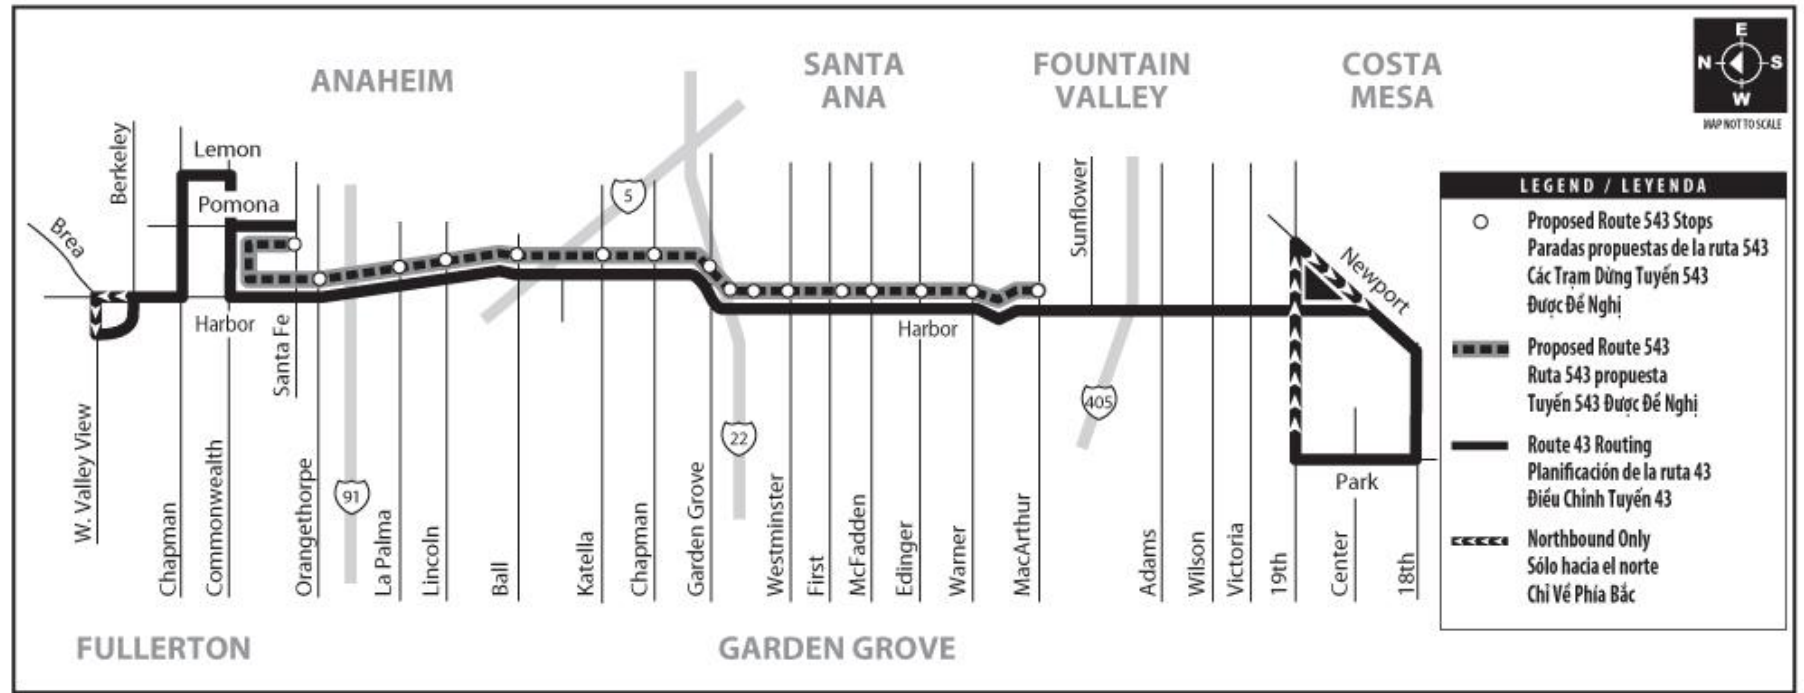 ANAHEIM
SANTA
ANA
FOUNTAIN
VALLEY
COSTA
MESA
E
N
S
W
MAP NOT TO SCALE
Brea
Berkeley
Lemon
Pomona
Harbor
Santa Fe
5
22
91
405
Harbor
Sunflower
Newport
Park
W. Valley View
Chapman
Commonwealth
Orangethorpe
La Palma
Lincoln
Ball
Katella
Chapman
Garden Grove
Westminster
First
McFadden
Edinger
Warner
MacArthur
Adams
Wilson
Victoria
19th
Center
18th
FULLERTON
GARDEN GROVE
LEGEND / LEYENDA
Proposed Route 543 Stops
Paradas propuestas de la ruta 543
Các Trạm Dừng Tuyến 543
Được Đề Nghị
Proposed Route 543
Ruta 543 propuesta
Tuyến 543 Được Đề Nghị
Route 43 Routing
Planificación de la ruta 43
Điều Chỉnh Tuyến 43
Northbound Only
Sólo hacia el norte
Chỉ Về Phía Bắc